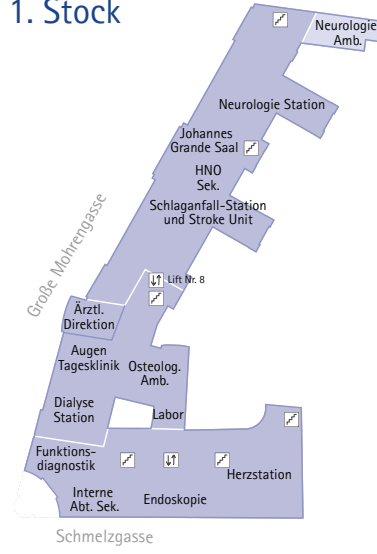 1. Stock
Neurologie
Amb.
Neurologie Station
Johannes
Grande Saal
HNO
Sek.
Schlaganfall-Station
und Stroke Unit
Große Mohrengasse
Lift Nr. 8
Ärztl.
Direktion
Augen
Tagesklinik
Osteolog.
Amb.
Dialyse
Station
Labor
Funktions-
diagnostik
Herzstation
Interne
Abt. Sek.
Endoskopie
Schmelzgasse